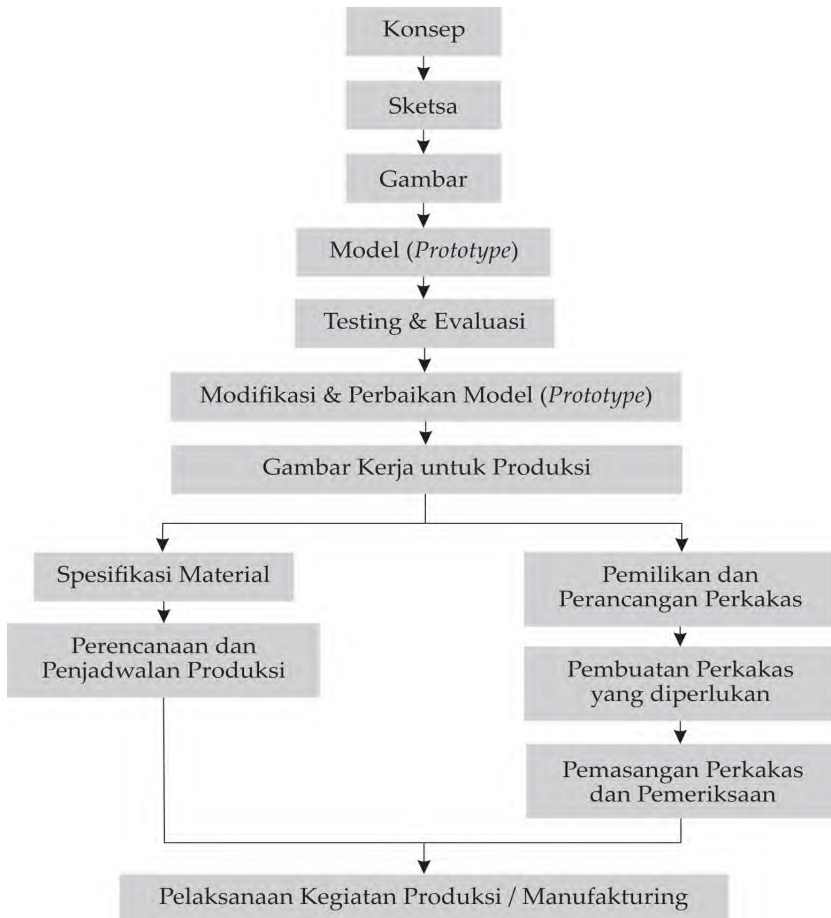 Konsep
Sketsa
Gambar
Model (Prototype)
Testing & Evaluasi
Modifikasi & Perbaikan Model (Prototype)
Gambar Kerja untuk Produksi
Spesifikasi Material
Perencanaan dan
Penjadwalan Produksi
Pemilikan dan
Perancangan Perkakas
Pembuatan Perkakas
yang diperlukan
Pemasangan Perkakas
dan Pemeriksaan
Pelaksanaan Kegiatan Produksi / Manufakturing